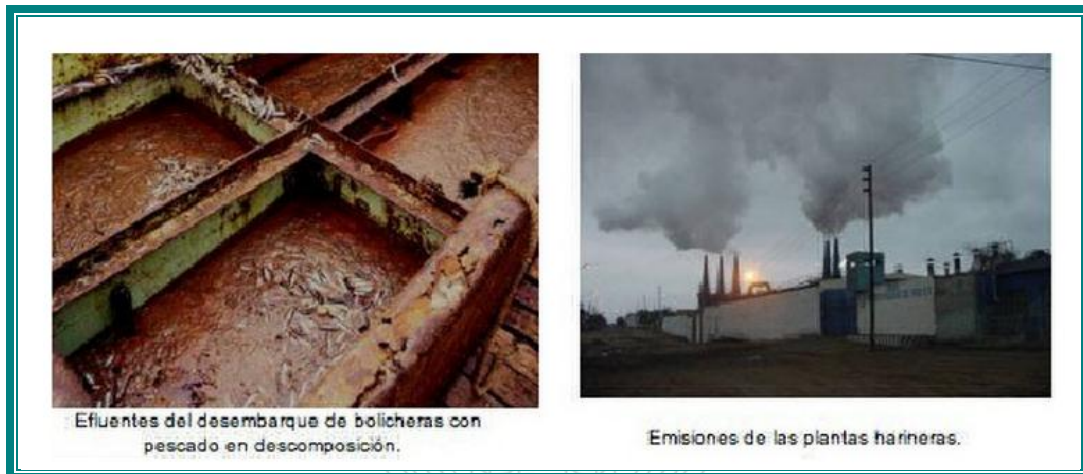 Efluentes del desembarque de bolicheras con
pescado en descomposición.
Emisiones de las plantas harineras.